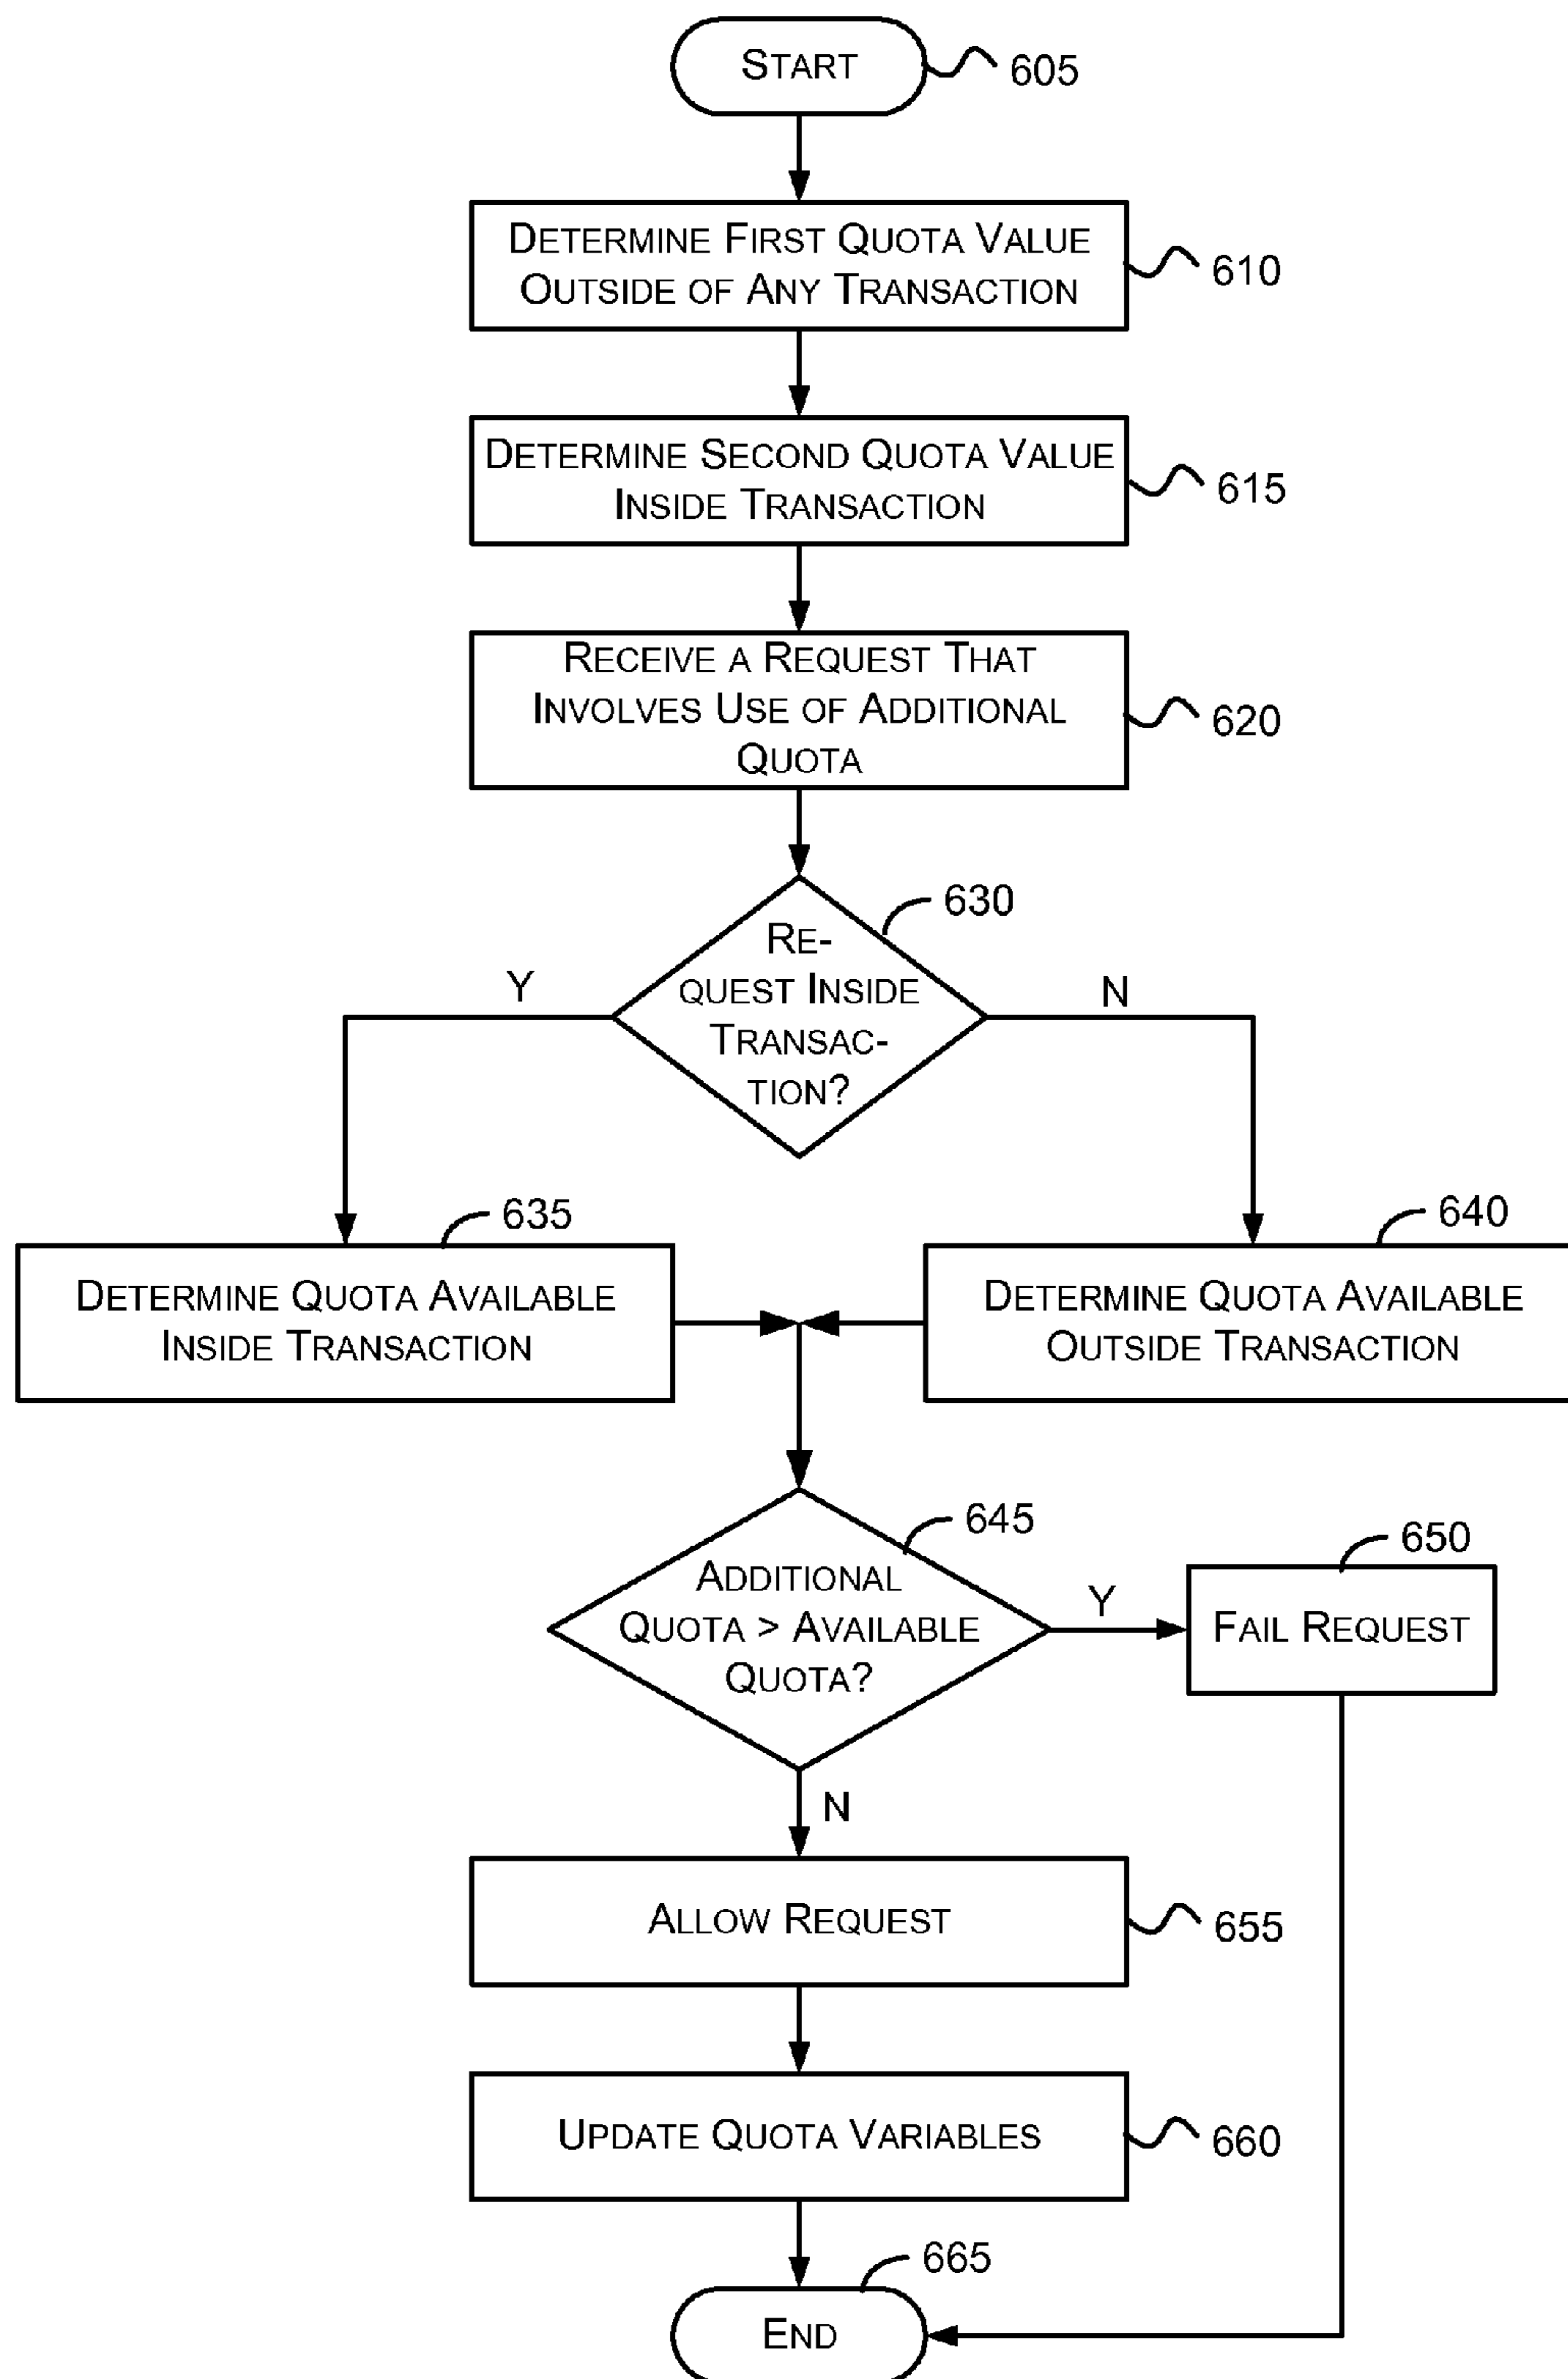 START
605
DETERMINE FIRST QUOTA VALUE
OUTSIDE OF ANY TRANSACTION
610
DETERMINE SECOND QUOTA VALUE
INSIDE TRANSACTION
615
RECEIVE A REQUEST THAT
INVOLVES USE OF ADDITIONAL
QUOTA
620
630
RE-
QUEST INSIDE
TRANSAC-
TION?
Y
N
635
DETERMINE QUOTA AVAILABLE
INSIDE TRANSACTION
640
DETERMINE QUOTA AVAILABLE
OUTSIDE TRANSACTION
645
ADDITIONAL
QUOTA > AVAILABLE
QUOTA?
Y
650
FAIL REQUEST
N
ALLOW REQUEST
655
UPDATE QUOTA VARIABLES
660
665
END